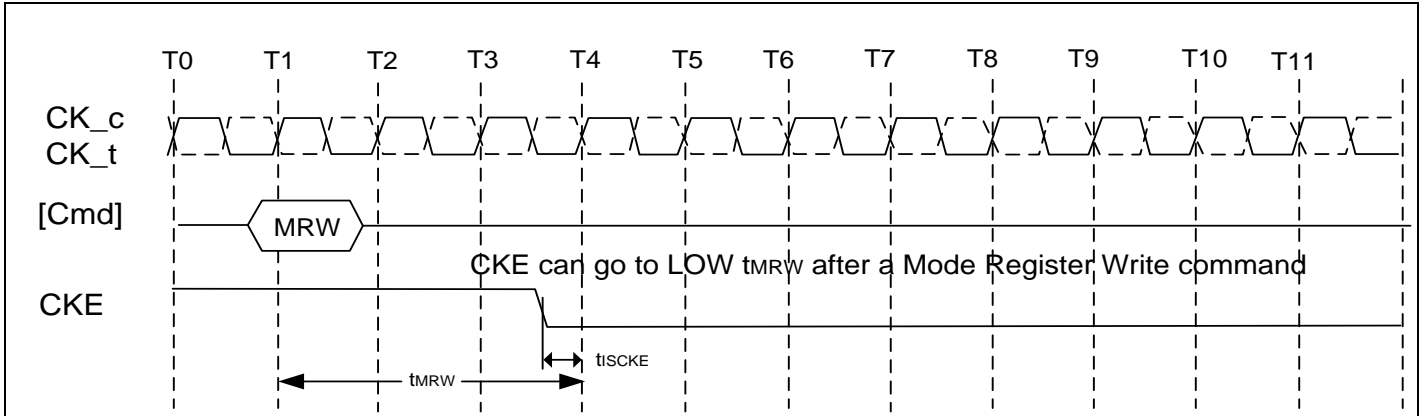 T0 T1 T2 T3 T4 T5 T6 T7 T8 T9 T10 T11
CK_c
CK_t
[Cmd] MRW
CKE can go to LOW tMRW after a Mode Register Write command
CKE
tISCKE
tMRW